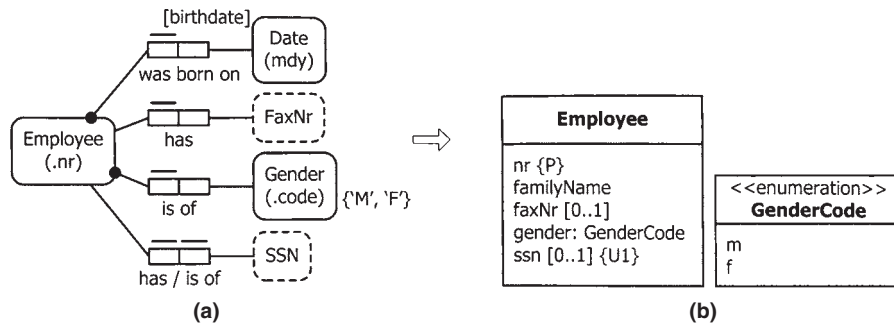 [birthdate]
Date
(mdy)
was born on
FaxNr
has
Employee
(.nr)
Gender
(.code)
{'M', 'F'}
is of
SSN
has / is of
(a)
Employee
nr {P}
familyName
faxNr [0..1]
gender: GenderCode
ssn [0..1] {U1}
<<enumeration>>
GenderCode
m
f
(b)